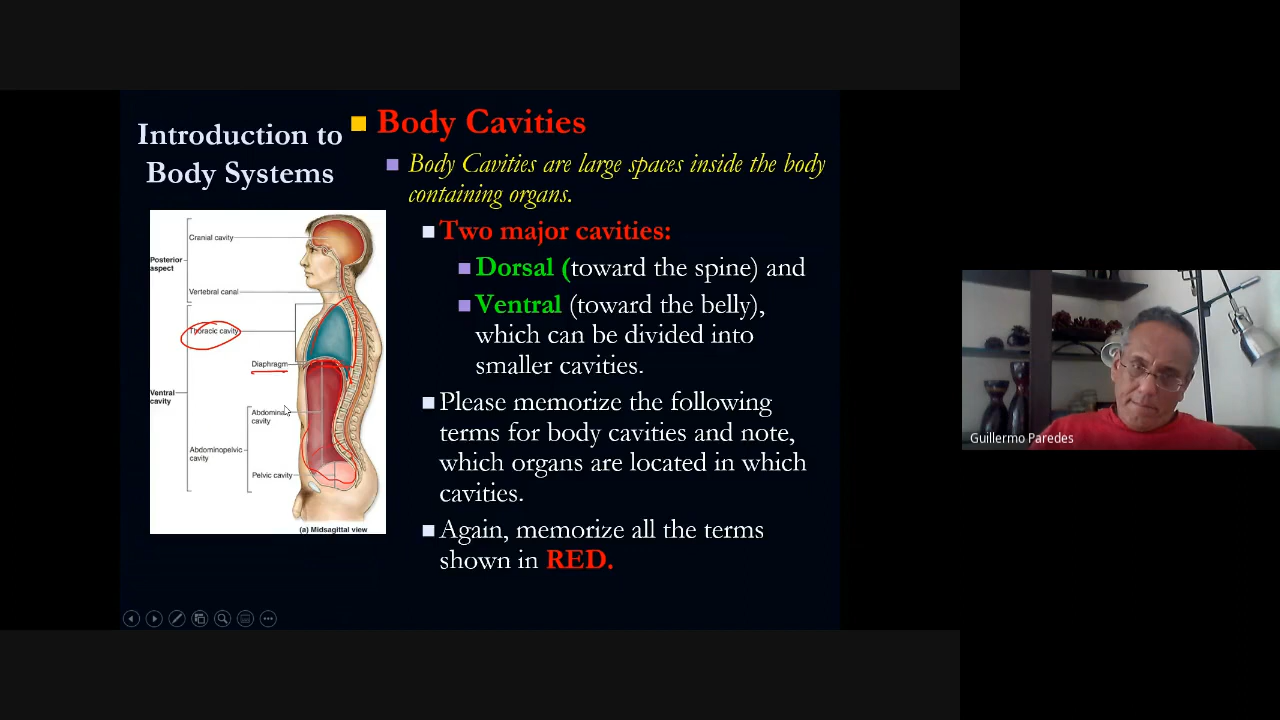 Introduction to
Body Systems
Body Cavities
Body Cavities are large spaces inside the body
containing organs.
Two major cavities:
Dorsal (toward the spine) and
Ventral (toward the belly),
which can be divided into
smaller cavities.
Please memorize the following
terms for body cavities and note,
which organs are located in which
cavities.
Again, memorize all the terms
shown in RED.
Cranial cavity
Posterior
aspect
Vertebral canal
Thoracic cavity
Diaphragm
Ventral
cavity
Abdominal
cavity
Abdominopelvic
cavity
Pelvic cavity
(a) Midsagittal view
Guillermo Paredes